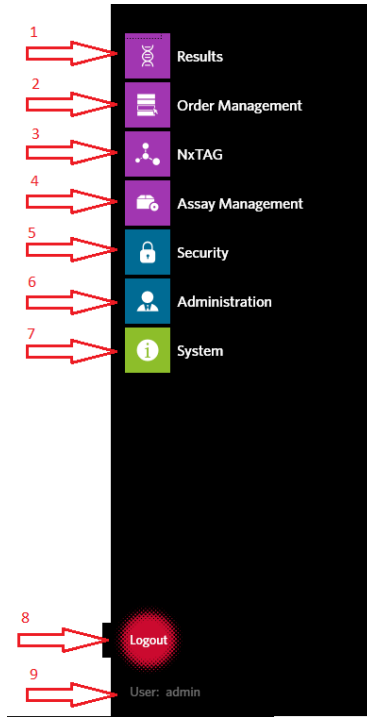 1
Results
2
Order Management
3
NxTAG
4
Assay Management
5
Security
6
Administration
7
i System
8
Logout
9
User: admin